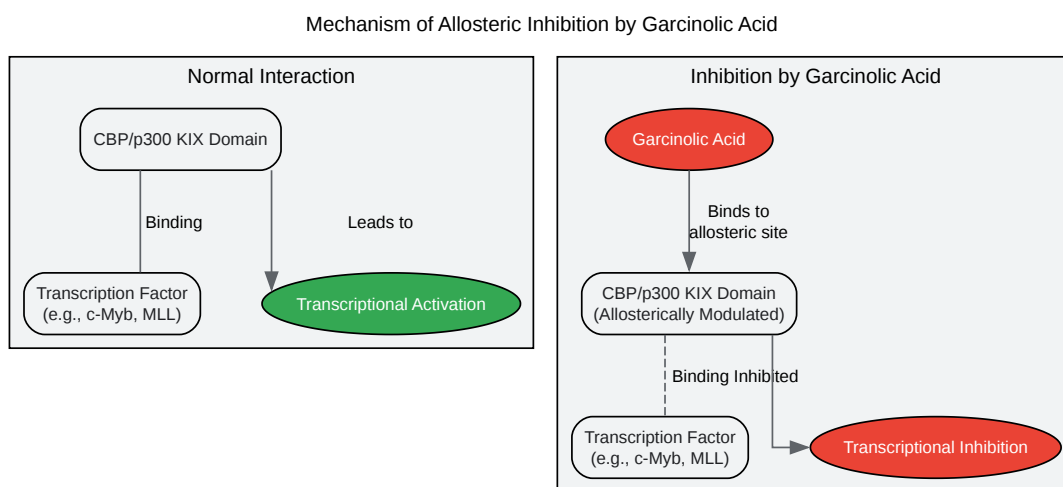 Mechanism of Allosteric Inhibition by Garcinolic Acid
Normal Interaction
CBP/p300 KIX Domain
Binding
Leads to
Transcription Factor
(e.g., c-Myb, MLL)
Transcriptional Activation
Inhibition by Garcinolic Acid
Garcinolic Acid
Binds to
allosteric site
CBP/p300 KIX Domain
(Allosterically Modulated)
Binding Inhibited
Transcription Factor
(e.g., c-Myb, MLL)
Transcriptional Inhibition